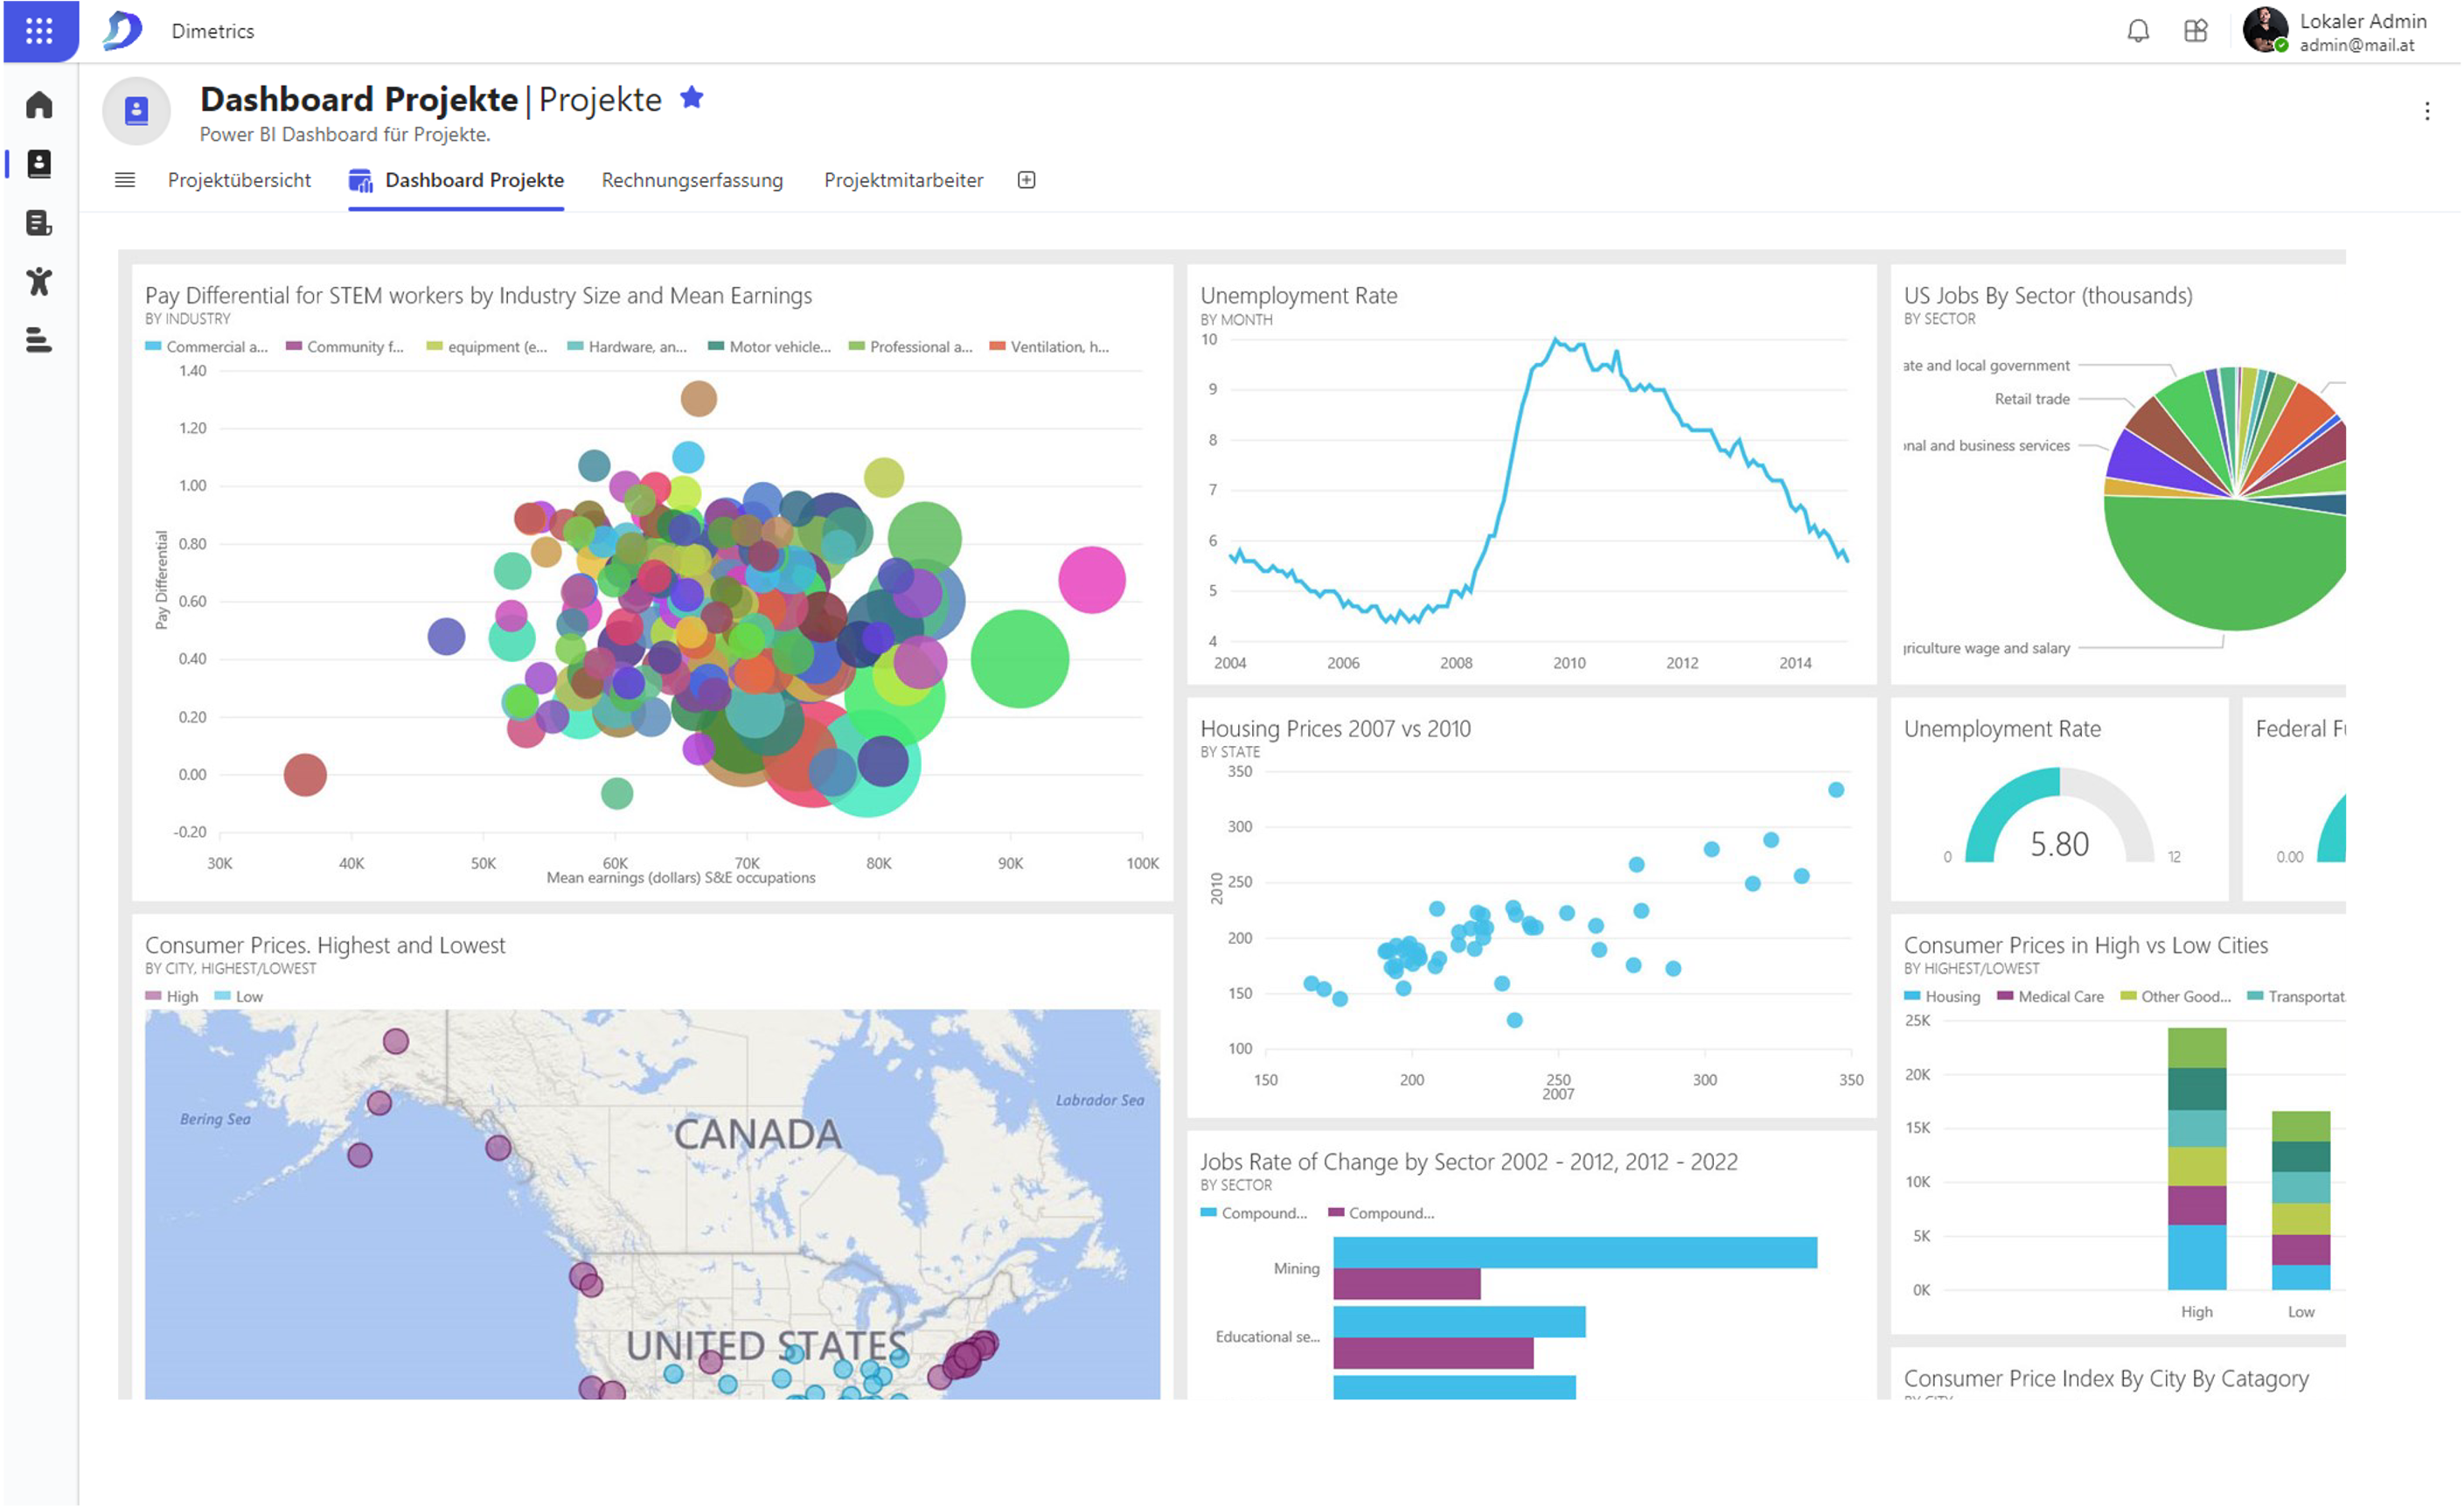 Dimetrics
Lokaler Admin
admin@mail.at
Dashboard Projekte | Projekte
Power BI Dashboard für Projekte.
Projektübersicht
Dashboard Projekte
Rechnungserfassung
Projektmitarbeiter
Pay Differential for STEM workers by Industry Size and Mean Earnings
BY INDUSTRY
Commercial a... Community f... equipment (e... Hardware, an... Motor vehicle... Professional a... Ventilation, h...
1.40
1.20
1.00
0.80
0.60
0.40
0.20
0.00
-0.20
Pay Differential
30K 40K 50K 60K 70K 80K 90K 100K
Mean earnings (dollars) S&E occupations
Unemployment Rate
BY MONTH
10
9
8
7
6
5
4
2004 2006 2008 2010 2012 2014
US Jobs By Sector (thousands)
BY SECTOR
ate and local government
Retail trade
nal and business services
riculture wage and salary
Housing Prices 2007 vs 2010
BY STATE
350
300
250
200
150
100
2010
150 200 250 300 350
2007
Unemployment Rate
5.80
0 12
Federal F
0.00
Consumer Prices. Highest and Lowest
BY CITY, HIGHEST/LOWEST
High Low
Bering Sea
CANADA
Labrador Sea
UNITED STATES
Jobs Rate of Change by Sector 2002 - 2012, 2012 - 2022
BY SECTOR
Compound... Compound...
Mining
Educational se...
Consumer Prices in High vs Low Cities
BY HIGHEST/LOWEST
Housing Medical Care Other Good... Transportat
25K
20K
15K
10K
5K
0K
High Low
Consumer Price Index By City By Catagory
BY CITY